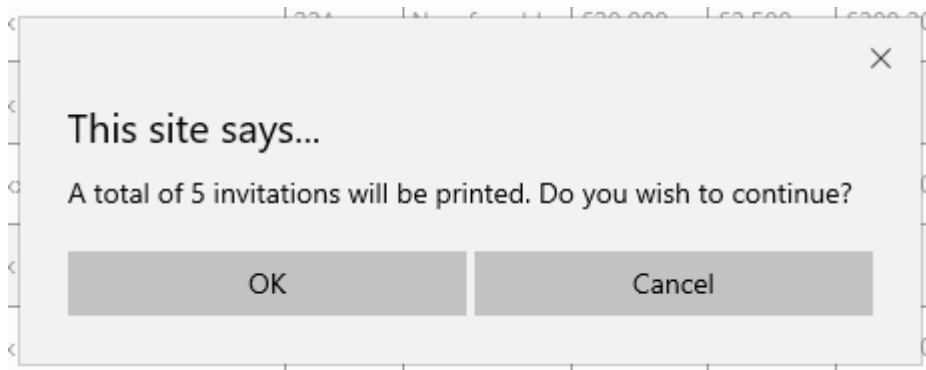 This site says...
A total of 5 invitations will be printed. Do you wish to continue?
OK
Cancel